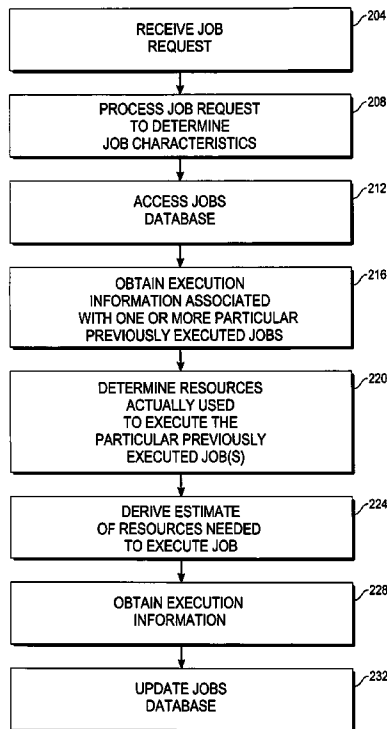 RECEIVE JOB
REQUEST
204
PROCESS JOB REQUEST
TO DETERMINE
JOB CHARACTERISTICS
208
ACCESS JOBS
DATABASE
212
OBTAIN EXECUTION
INFORMATION ASSOCIATED
WITH ONE OR MORE PARTICULAR
PREVIOUSLY EXECUTED JOBS
216
DETERMINE RESOURCES
ACTUALLY USED
TO EXECUTE THE
PARTICULAR PREVIOUSLY
EXECUTED JOB(S)
220
DERIVE ESTIMATE
OF RESOURCES NEEDED
TO EXECUTE JOB
224
OBTAIN EXECUTION
INFORMATION
228
UPDATE JOBS
DATABASE
232